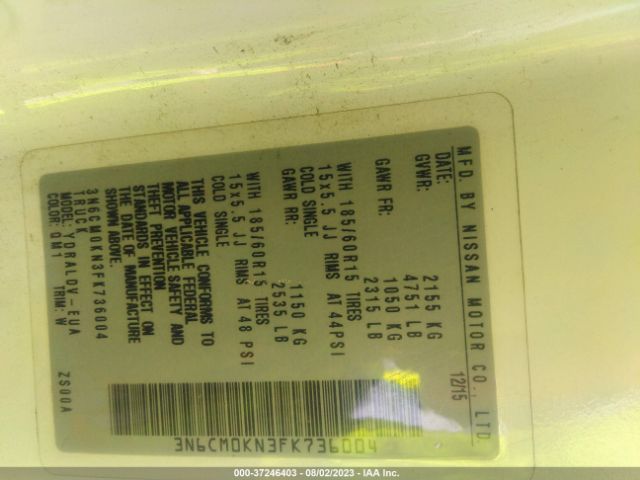 MFD. BY NISSAN MOTOR CO., LTD.
DATE: 12/15
GVWR: 2155 KG
4751 LB
GAWR FR: 1050 KG
2315 LB
WITH 185/60R15 TIRES
15x5.5 JJ RIMS AT 44PSI
COLD SINGLE
GAWR RR: 1150 KG
2535 LB
WITH 185/60R15 TIRES
15x5.5 JJ RIMS AT 48 PSI
COLD SINGLE
THIS VEHICLE CONFORMS TO
ALL APPLICABLE FEDERAL
MOTOR VEHICLE SAFETY AND
THEFT PREVENTION
STANDARDS IN EFFECT ON
THE DATE OF MANUFACTURE
SHOWN ABOVE.
3N6CM0KN3FK736004
TRUCK
MODEL: YDRALDV-EUA
COLOR: QM1 TRIM: W
ZS00A
3N6CM0KN3FK736004
000-37246403 - 08/02/2023 - IAA Inc.